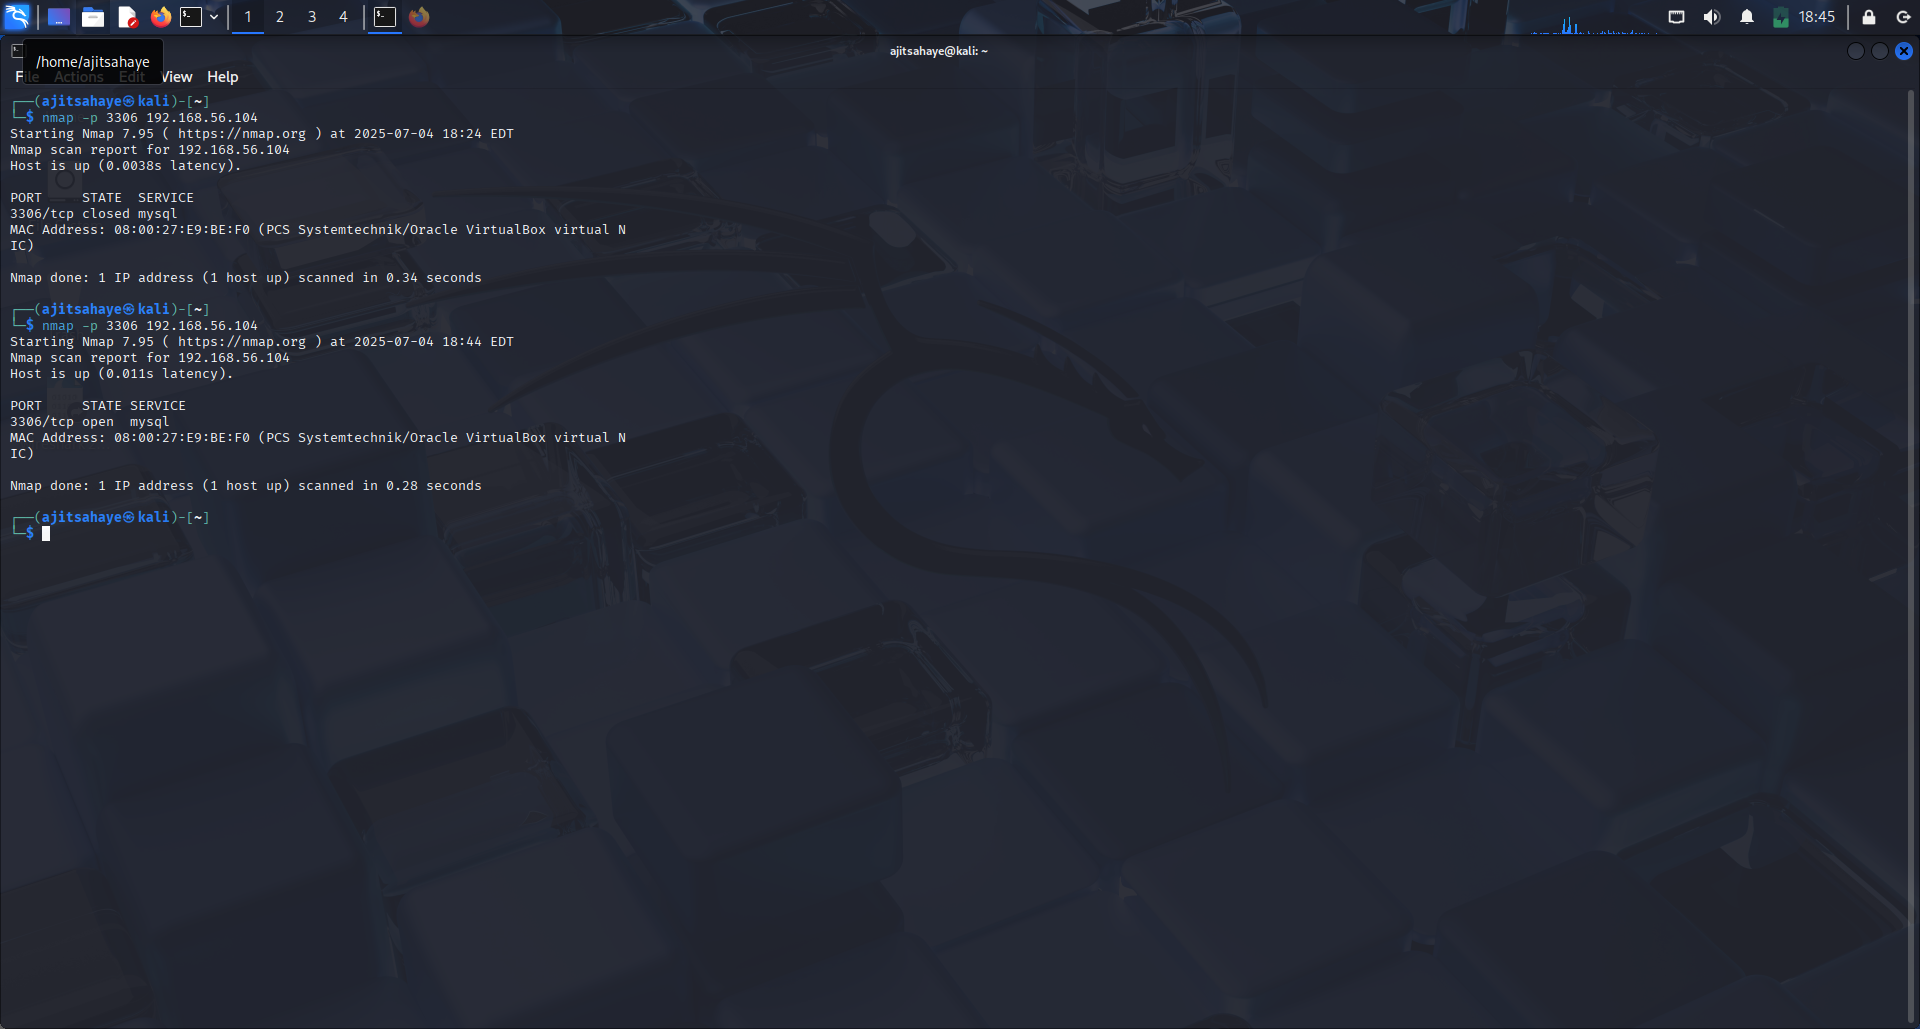 1 2 3 4 18:45
ajitsahaye@kali: ~
/home/ajitsahaye
File Actions Edit View Help
┌──(ajitsahaye㉿kali)-[~]
└─$ nmap -p 3306 192.168.56.104
Starting Nmap 7.95 ( https://nmap.org ) at 2025-07-04 18:24 EDT
Nmap scan report for 192.168.56.104
Host is up (0.0038s latency).
PORT     STATE  SERVICE
3306/tcp closed mysql
MAC Address: 08:00:27:E9:BE:F0 (PCS Systemtechnik/Oracle VirtualBox virtual N
IC)
Nmap done: 1 IP address (1 host up) scanned in 0.34 seconds
┌──(ajitsahaye㉿kali)-[~]
└─$ nmap -p 3306 192.168.56.104
Starting Nmap 7.95 ( https://nmap.org ) at 2025-07-04 18:44 EDT
Nmap scan report for 192.168.56.104
Host is up (0.011s latency).
PORT     STATE SERVICE
3306/tcp open  mysql
MAC Address: 08:00:27:E9:BE:F0 (PCS Systemtechnik/Oracle VirtualBox virtual N
IC)
Nmap done: 1 IP address (1 host up) scanned in 0.28 seconds
┌──(ajitsahaye㉿kali)-[~]
└─$